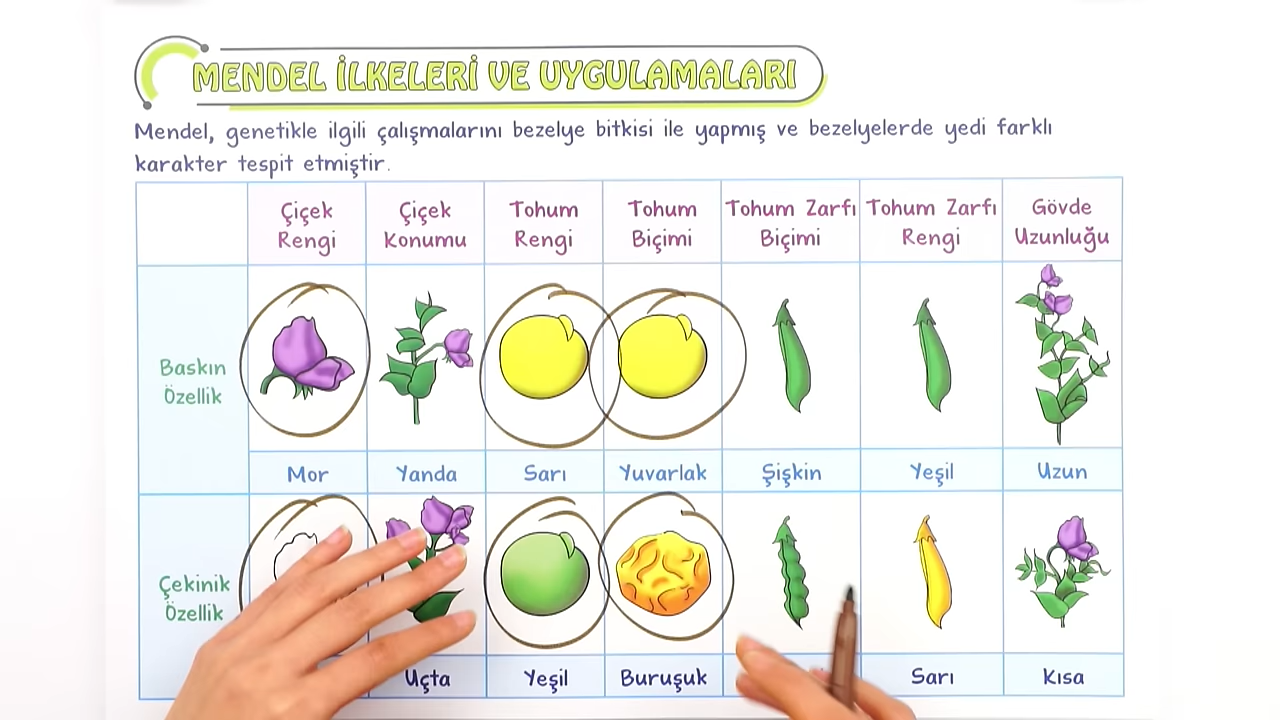 MENDEL İLKELERİ VE UYGULAMALARI
Mendel, genetikle ilgili çalışmalarını bezelye bitkisi ile yapmış ve bezelyelerde yedi farklı
karakter tespit etmiştir.
Çiçek Rengi
Çiçek Konumu
Tohum Rengi
Tohum Biçimi
Tohum Zarfı Biçimi
Tohum Zarfı Rengi
Gövde Uzunluğu
Baskın Özellik
Mor
Yanda
Sarı
Yuvarlak
Şişkin
Yeşil
Uzun
Çekinik Özellik
Uçta
Yeşil
Buruşuk
Sarı
Kısa